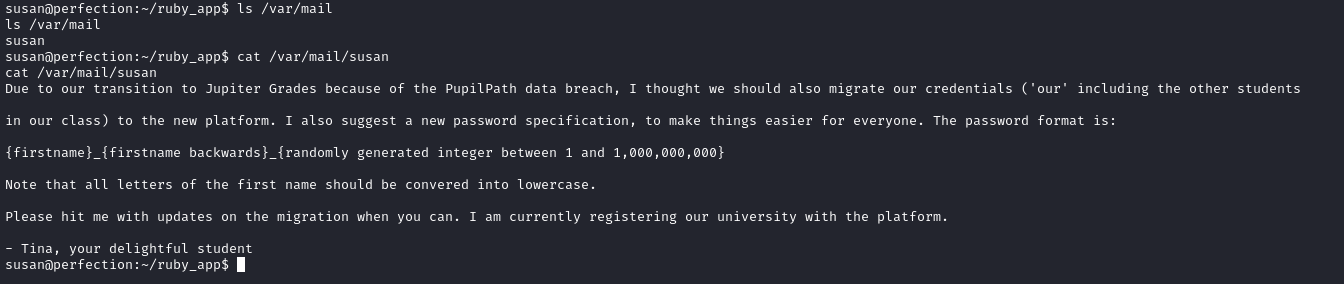 susan@perfection:~/ruby_app$ ls /var/mail
ls /var/mail
susan
susan@perfection:~/ruby_app$ cat /var/mail/susan
cat /var/mail/susan
Due to our transition to Jupiter Grades because of the PupilPath data breach, I thought we should also migrate our credentials ('our' including the other students
in our class) to the new platform. I also suggest a new password specification, to make things easier for everyone. The password format is:
{firstname}_{firstname backwards}_{randomly generated integer between 1 and 1,000,000,000}
Note that all letters of the first name should be convered into lowercase.
Please hit me with updates on the migration when you can. I am currently registering our university with the platform.
- Tina, your delightful student
susan@perfection:~/ruby_app$